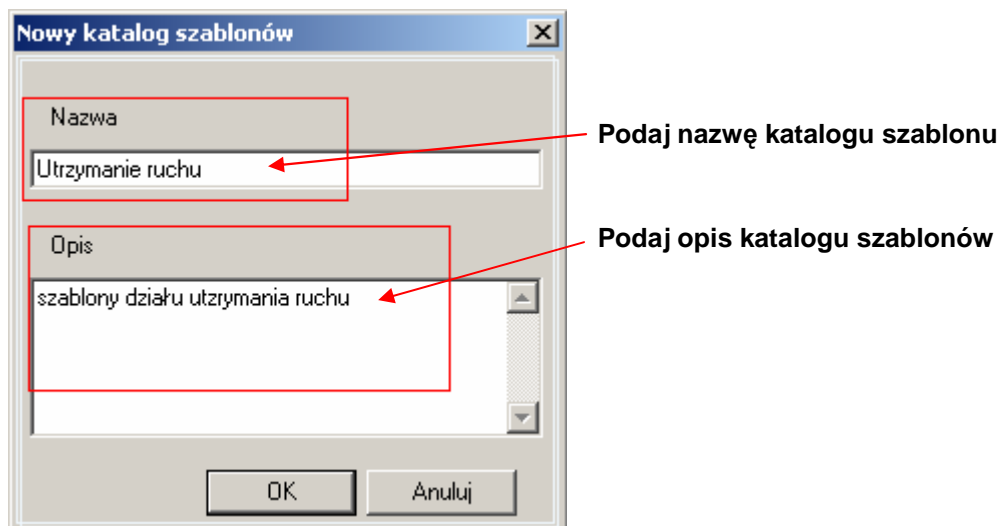 Nowy katalog szablonów
Nazwa
Podaj nazwę katalogu szablonu
Utrzymanie ruchu
Opis
Podaj opis katalogu szablonów
szablony działu utzrymania ruchu
OK
Anuluj